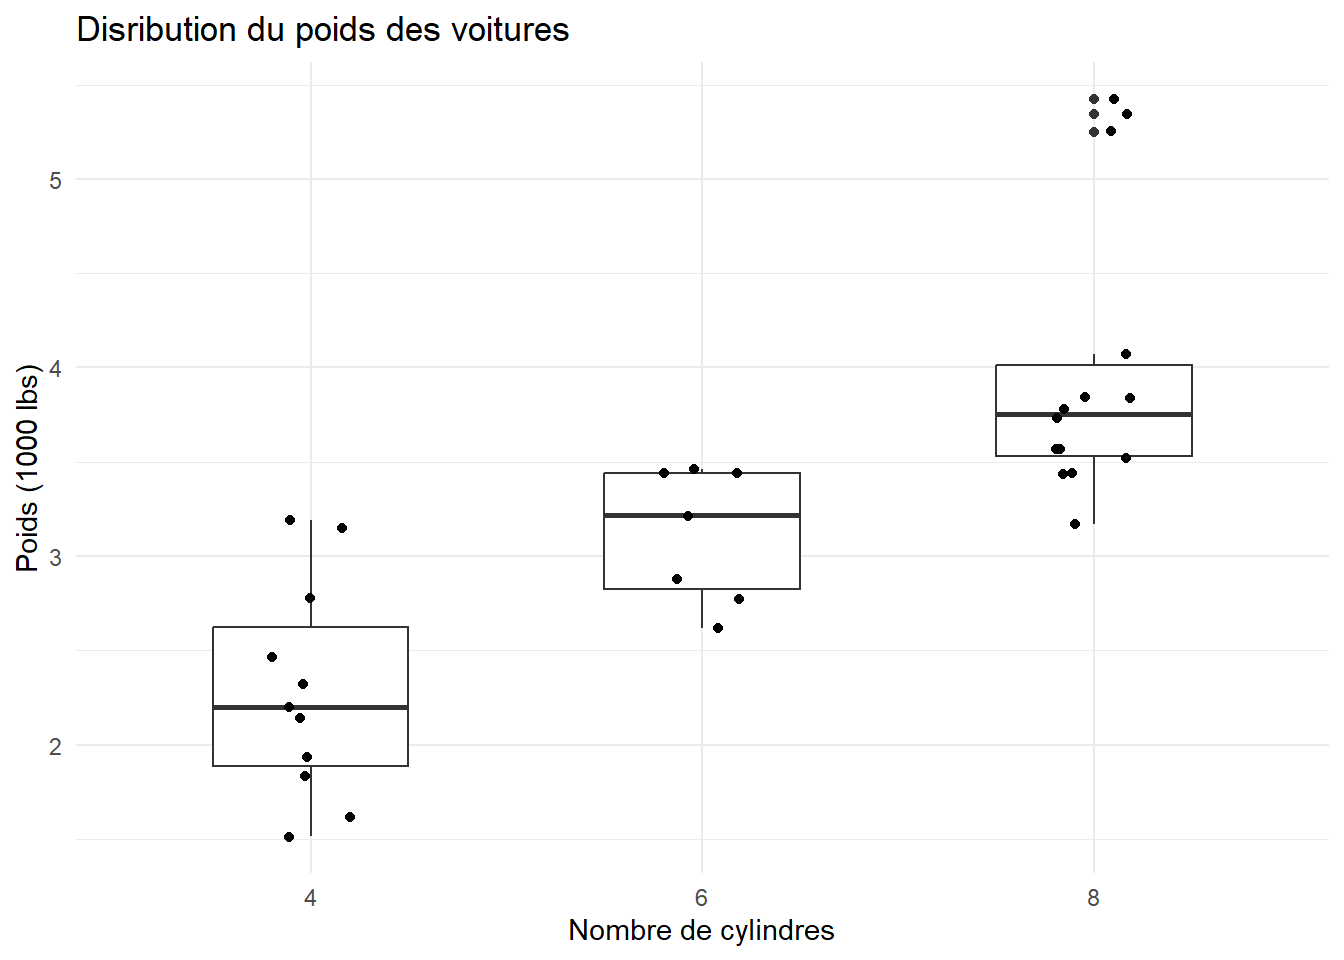 Disribution du poids des voitures
5
4
3
2
Poids (1000 lbs)
4 6 8
Nombre de cylindres